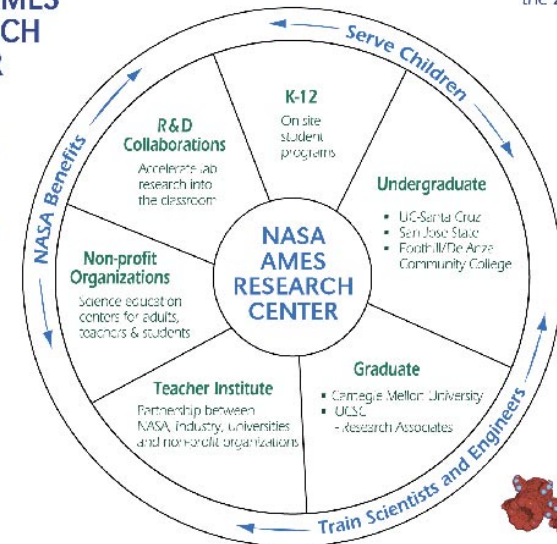 MES
CH
R
the 2
Serve Children
NASA Benefits
Train Scientists and Engineers
K-12
On site
student
programs
R&D
Collaborations
Accelerate lab
research into
the classroom
Undergraduate
▪ UC-Santa Cruz
▪ San Jose State
▪ Foothill/De Anza
Community College
NASA
AMES
RESEARCH
CENTER
Non-profit
Organizations
Science education
centers for adults,
teachers & students
Teacher Institute
Partnership between
NASA, industry, universities
and non-profit organizations
Graduate
▪ Carnegie Mellon University
▪ UCSC
- Research Associates